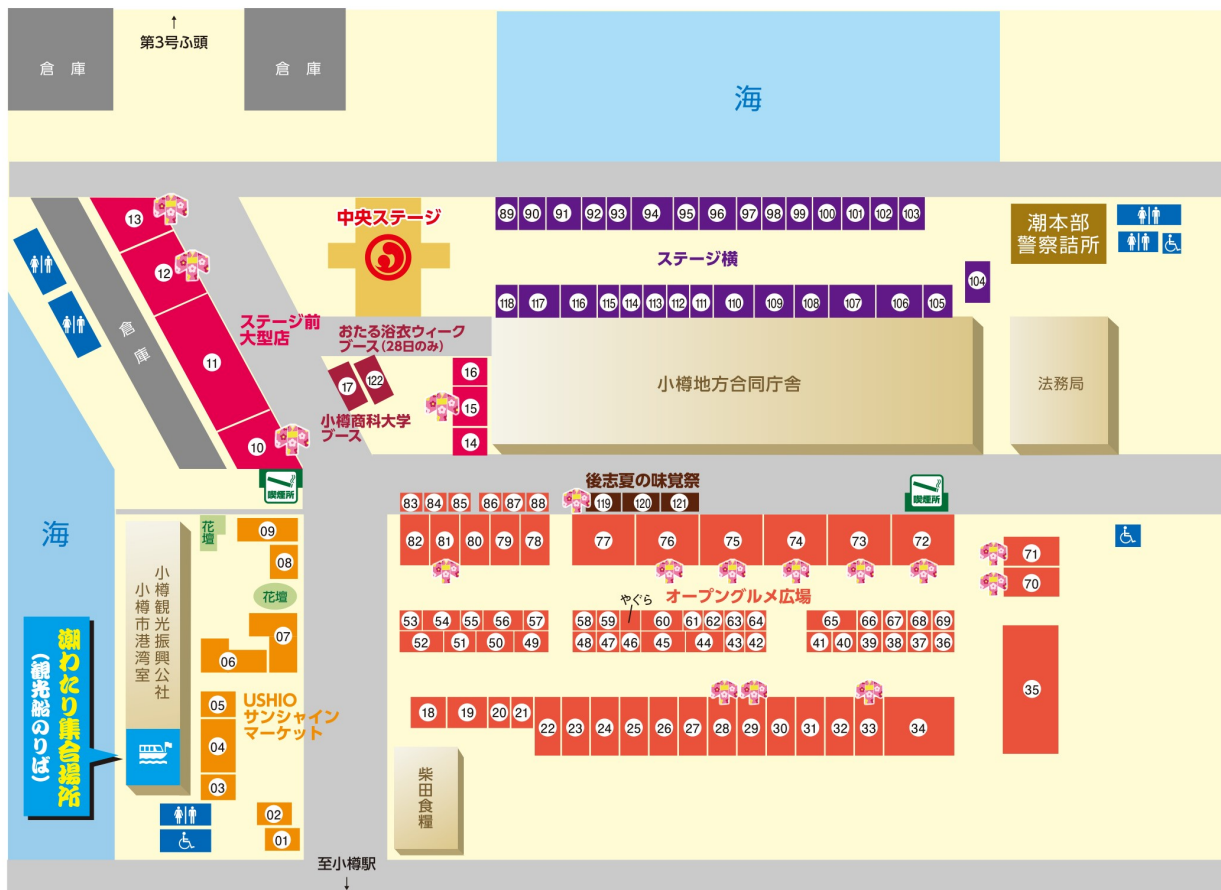 ↑
第3号ふ頭
倉庫
倉庫
海
13
12
11
10
ステージ前
大型店
倉庫
中央ステージ
89 90 91 92 93 94 95 96 97 98 99 100 101 102 103
ステージ横
104
118 117 116 115 114 113 112 111 110 109 108 107 106 105
潮本部
警察詰所
おたる浴衣ウィーク
ブース(28日のみ)
17 122
小樽商科大学
ブース
16
15
14
小樽地方合同庁舎
法務局
喫煙所
後志夏の味覚祭
喫煙所
83 84 85 86 87 88
119 120 121
82 81 80 79 78
77 76 75 74 73 72
71
70
オープングルメ広場
やぐら
53 54 55 56 57
58 59 60 61 62 63 64
65 66 67 68 69
52 51 50 49
48 47 46 45 44 43 42
41 40 39 38 37 36
35
18 19 20 21
22 23 24 25 26 27 28 29 30 31 32 33 34
柴田食糧
海
花壇
09
08
花壇
07
06
小樽観光振興公社
小樽市港湾室
05
04
03
USHIO
サンシャイン
マーケット
02
01
潮わたり集合場所
(観光船のりば)
至小樽駅
↓